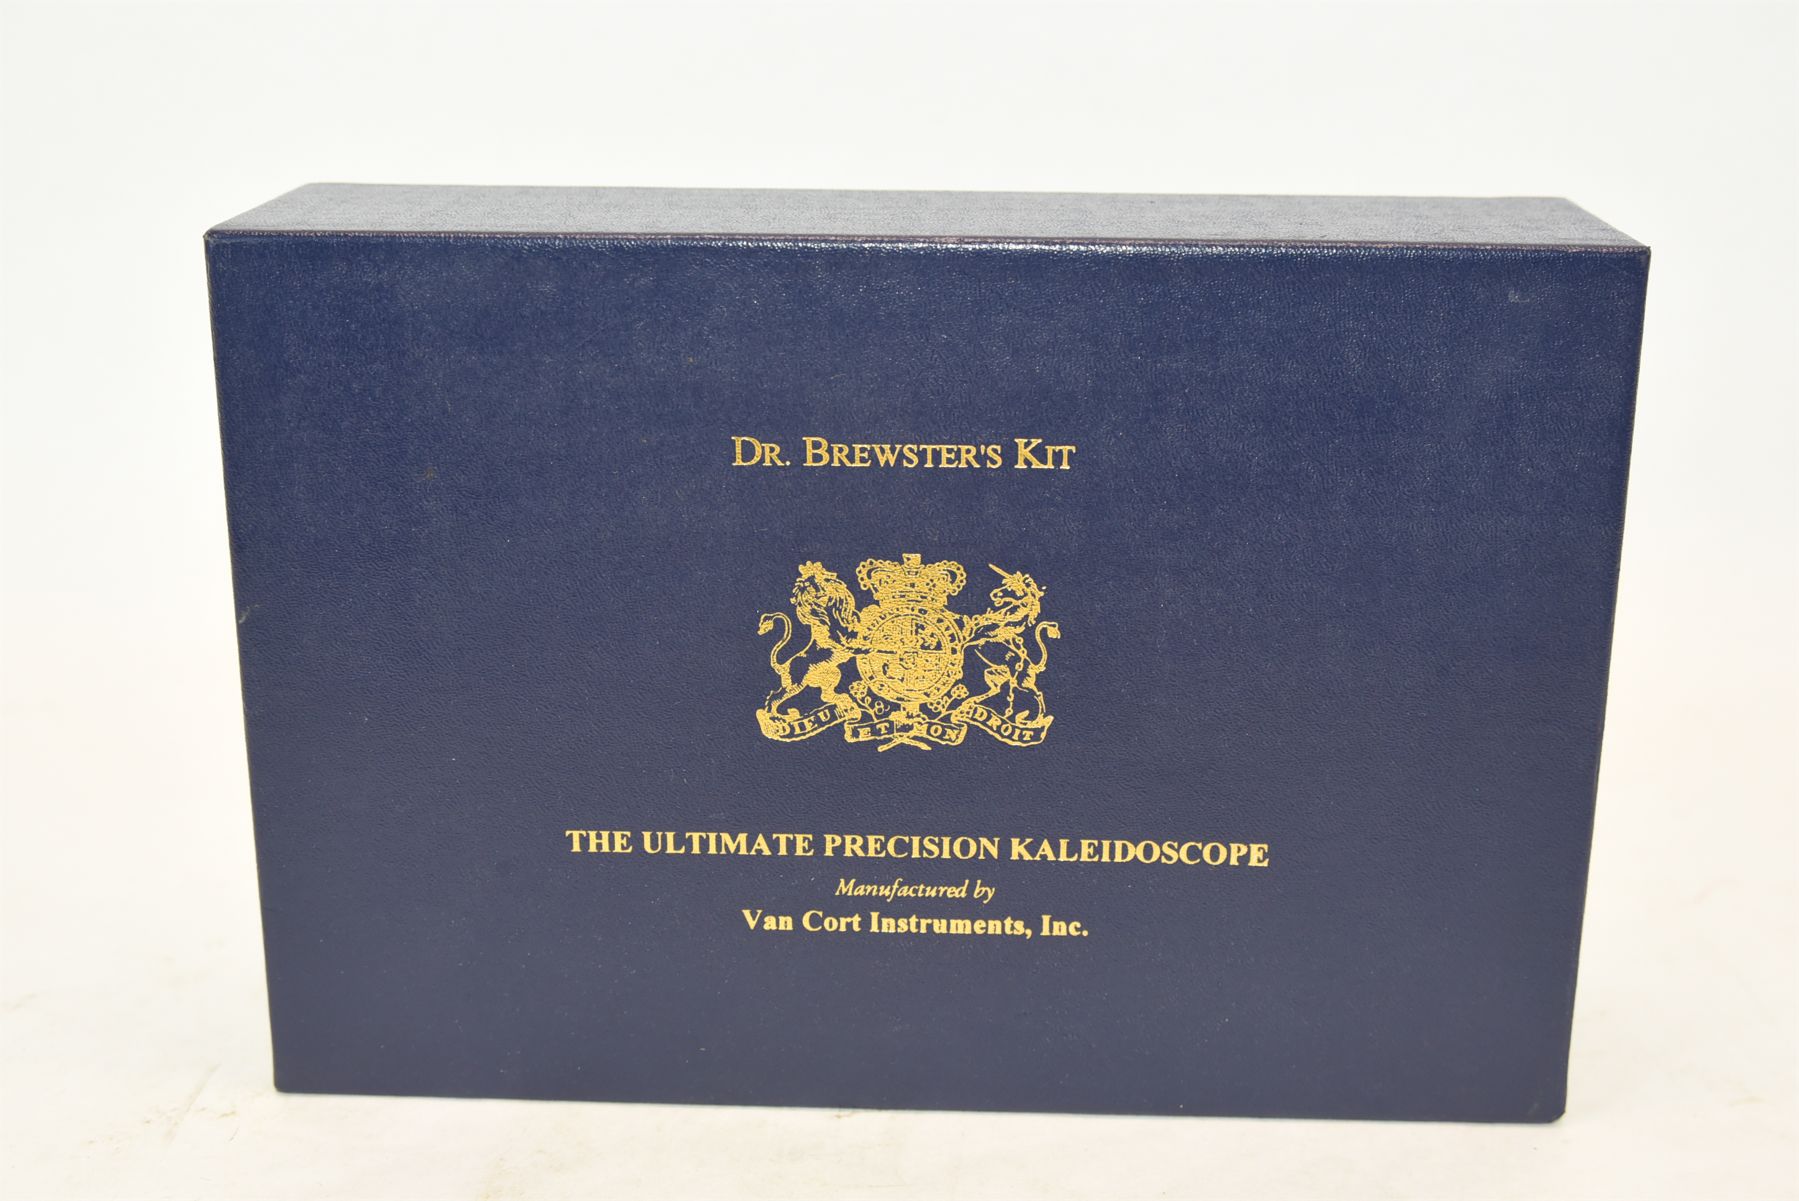 DR. BREWSTER'S KIT
DIEU ET MON DROIT
THE ULTIMATE PRECISION KALEIDOSCOPE
Manufactured by
Van Cort Instruments, Inc.